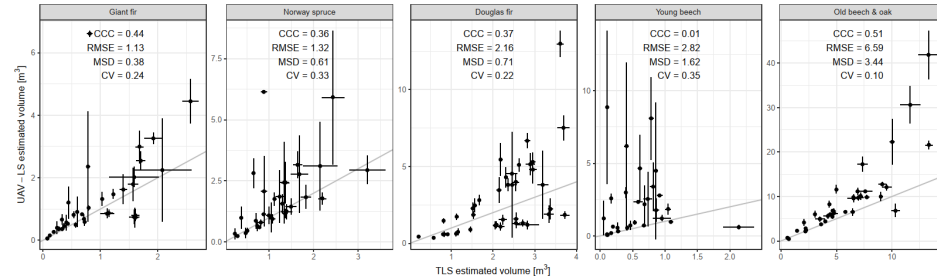 Giant fir
Norway spruce
Douglas fir
Young beech
Old beech & oak
UAV – LS estimated volume [m³]
CCC = 0.44
RMSE = 1.13
MSD = 0.38
CV = 0.24
CCC = 0.36
RMSE = 1.32
MSD = 0.61
CV = 0.33
CCC = 0.37
RMSE = 2.16
MSD = 0.71
CV = 0.22
CCC = 0.01
RMSE = 2.82
MSD = 1.62
CV = 0.35
CCC = 0.51
RMSE = 6.59
MSD = 3.44
CV = 0.10
6
4
2
0
0 1 2
7.5
5.0
2.5
0.0
0 1 2 3
10
5
0
0 1 2 3 4
10
5
0
0.0 0.5 1.0 1.5 2.0 2.5
40
20
0
0 5 10
TLS estimated volume [m³]